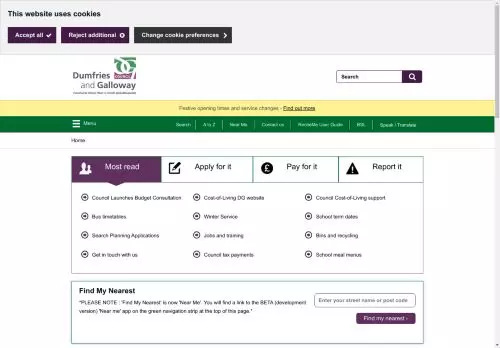 This website uses cookies
Accept all
Reject additional
Change cookie preferences
Dumfries
COUNCIL
and Galloway
Search
Festive opening times and service changes - Find out more
Menu
Search
A to Z
Near Me
Contact us
ReciteMe User Guide
BSL
Speak / Translate
Home
Most read
Apply for it
Pay for it
Report it
Council Launches Budget Consultation
Cost-of-Living DG website
Council Cost-of-Living support
Bus timetables
Winter Service
School term dates
Search Planning Applications
Jobs and training
Bins and recycling
Get in touch with us
Council tax payments
School meal menus
Find My Nearest
"PLEASE NOTE : 'Find My Nearest' is now 'Near Me'. You will find a link to the BETA (development
version) 'Near me' app on the green navigation strip at the top of this page."
Enter your street name or post code
Find my nearest ›